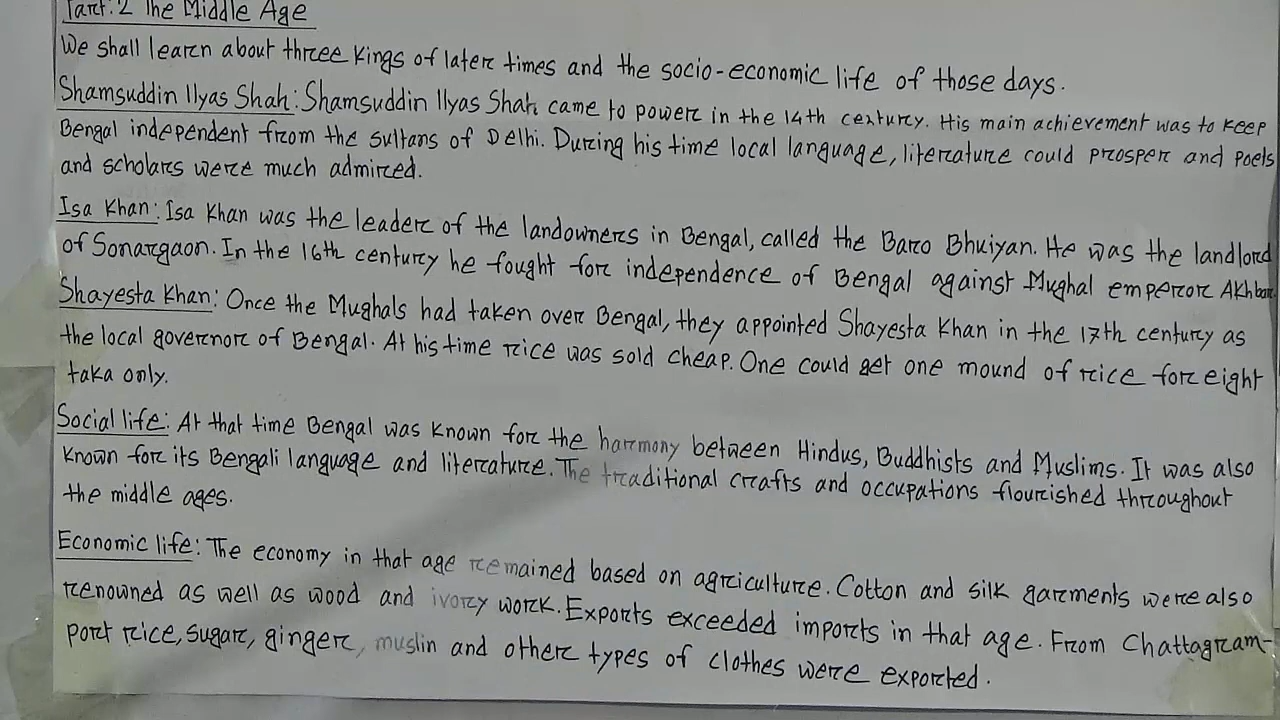 Part: 2 The Middle Age
We shall learn about three kings of later times and the socio-economic life of those days.
Shamsuddin Ilyas Shah: Shamsuddin Ilyas Shah came to power in the 14th century. His main achievement was to keep
Bengal independent from the sultans of Delhi. During his time local language, literature could prosper and poets
and scholars were much admired.
Isa Khan: Isa Khan was the leader of the landowners in Bengal, called the Baro Bhuiyan. He was the landlord
of Sonargaon. In the 16th century he fought for independence of Bengal against Mughal emperor Akhbar.
Shayesta Khan: Once the Mughals had taken over Bengal, they appointed Shayesta Khan in the 17th century as
the local governor of Bengal. At his time rice was sold cheap. One could get one mound of rice for eight
taka only.
Social life: At that time Bengal was known for the harmony between Hindus, Buddhists and Muslims. It was also
known for its Bengali language and literature. The traditional crafts and occupations flourished throughout
the middle ages.
Economic life: The economy in that age remained based on agriculture. Cotton and silk garments were also
renowned as well as wood and ivory work. Exports exceeded imports in that age. From Chattagram-
port rice, sugar, ginger, muslin and other types of clothes were exported.